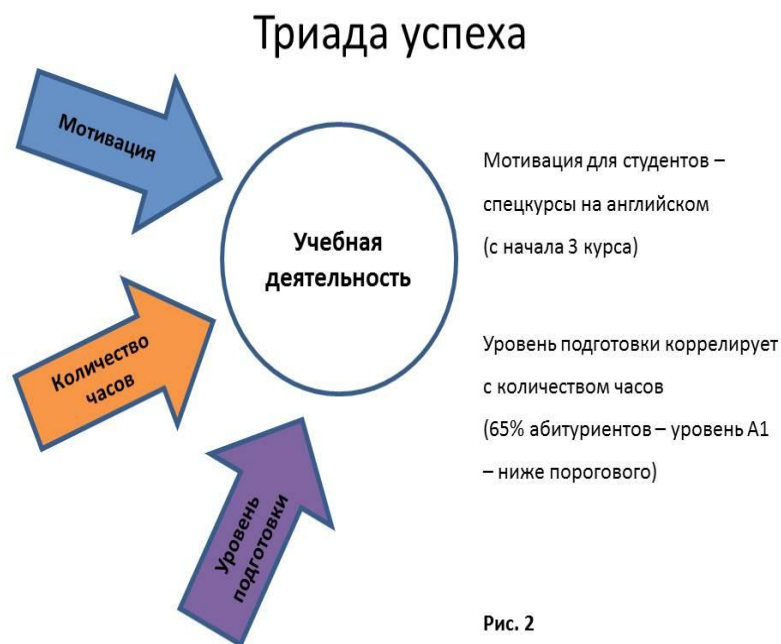 Триада успеха
Мотивация
Количество
часов
Уровень
подготовки
Учебная
деятельность
Мотивация для студентов –
спецкурсы на английском
(с начала 3 курса)
Уровень подготовки коррелирует
с количеством часов
(65% абитуриентов – уровень А1
– ниже порогового)
Рис. 2